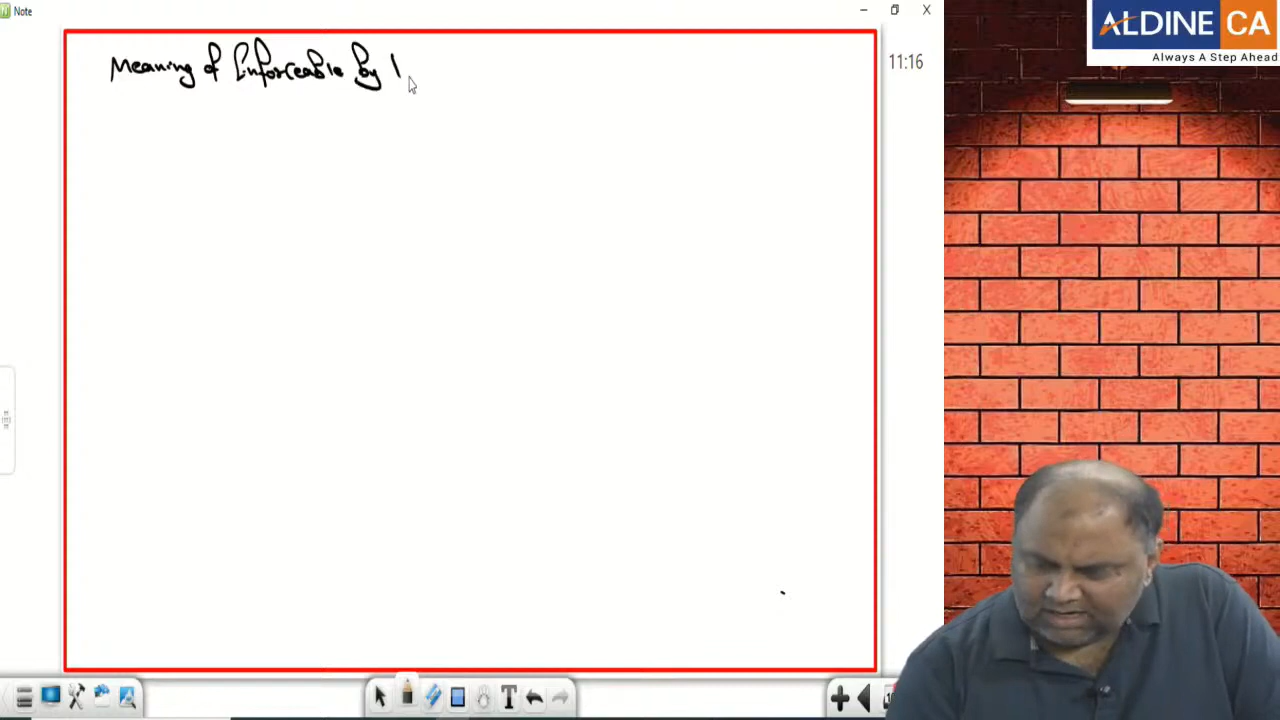 Note
ALDINE CA
Always A Step Ahead
11:16
Meaning of Enforceable by l